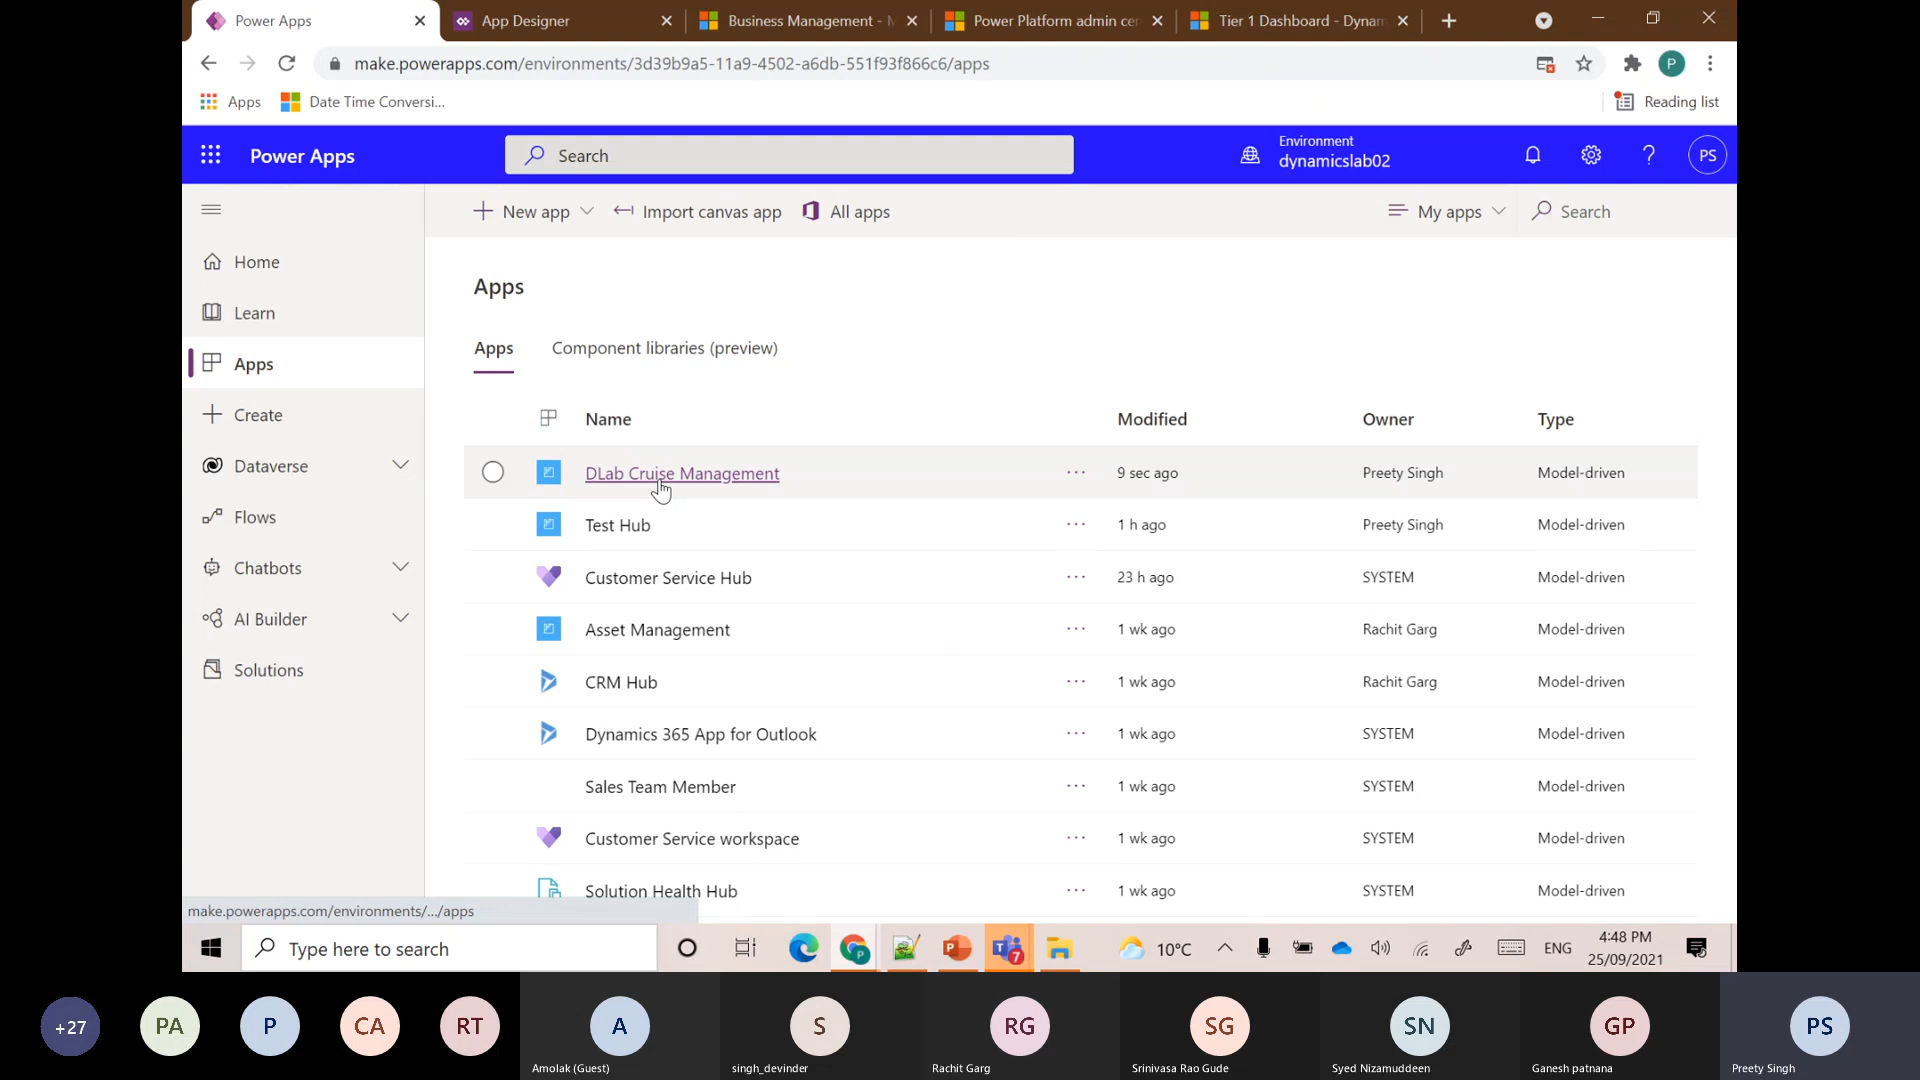 Power Apps
App Designer
Business Management - M
Power Platform admin ce
Tier 1 Dashboard - Dynam
make.powerapps.com/environments/3d39b9a5-11a9-4502-a6db-551f93f866c6/apps
P
Apps
Date Time Conversi...
Reading list
Power Apps
Search
Environment
dynamicslab02
PS
New app
Import canvas app
All apps
My apps
Search
Home
Learn
Apps
Create
Dataverse
Flows
Chatbots
AI Builder
Solutions
Apps
Apps
Component libraries (preview)
Name Modified Owner Type
DLab Cruise Management ... 9 sec ago Preety Singh Model-driven
Test Hub ... 1 h ago Preety Singh Model-driven
Customer Service Hub ... 23 h ago SYSTEM Model-driven
Asset Management ... 1 wk ago Rachit Garg Model-driven
CRM Hub ... 1 wk ago Rachit Garg Model-driven
Dynamics 365 App for Outlook ... 1 wk ago SYSTEM Model-driven
Sales Team Member ... 1 wk ago SYSTEM Model-driven
Customer Service workspace ... 1 wk ago SYSTEM Model-driven
Solution Health Hub ... 1 wk ago SYSTEM Model-driven
make.powerapps.com/environments/.../apps
Type here to search
P
7
10°C
ENG
4:48 PM
25/09/2021
+27
PA
P
CA
RT
A
S
RG
SG
SN
GP
PS
Amolak (Guest)
singh_devinder
Rachit Garg
Srinivasa Rao Gude
Syed Nizamuddeen
Ganesh patnana
Preety Singh